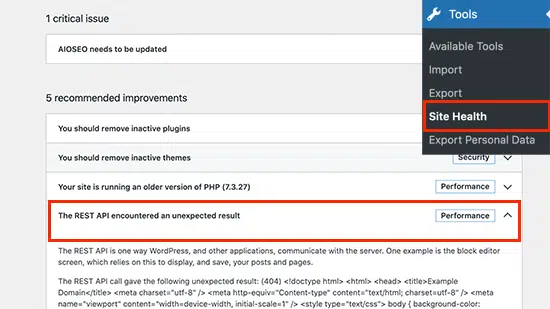 1 critical issue
AIOSEO needs to be updated
5 recommended improvements
You should remove inactive plugins
You should remove inactive themes
Security
Your site is running an older version of PHP (7.3.27)
Performance
The REST API encountered an unexpected result
Performance
The REST API is one way WordPress, and other applications, communicate with the server. One example is the block editor
screen, which relies on this to display, and save, your posts and pages.
The REST API call gave the following unexpected result: (404) <!doctype html> <html> <head> <title>Example
Domain</title> <meta charset="utf-8" /> <meta http-equiv="Content-type" content="text/html; charset=utf-8" /> <meta
name="viewport" content="width=device-width, initial-scale=1" /> <style type="text/css"> body { background-color:
Tools
Available Tools
Import
Export
Site Health
Export Personal Data